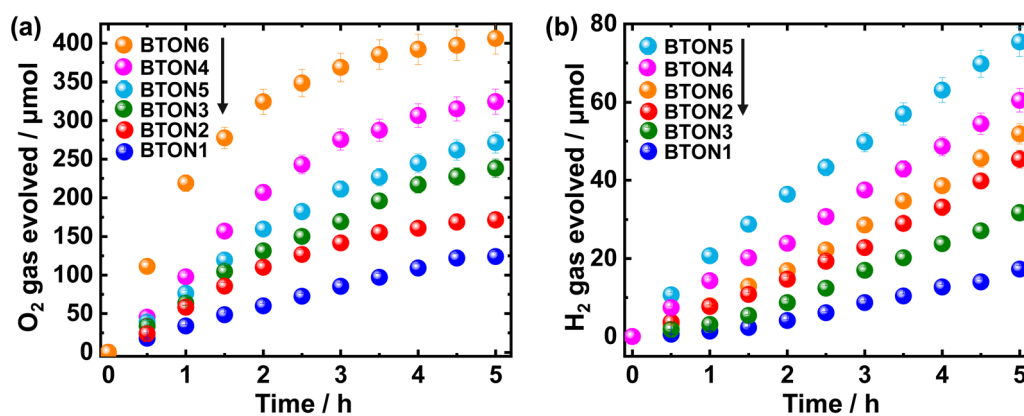 (a)
O₂ gas evolved / µmol
400
350
300
250
200
150
100
50
0
BTON6
BTON4
BTON5
BTON3
BTON2
BTON1
0 1 2 3 4 5
Time / h
(b)
H₂ gas evolved / µmol
80
60
40
20
0
BTON5
BTON4
BTON6
BTON2
BTON3
BTON1
0 1 2 3 4 5
Time / h